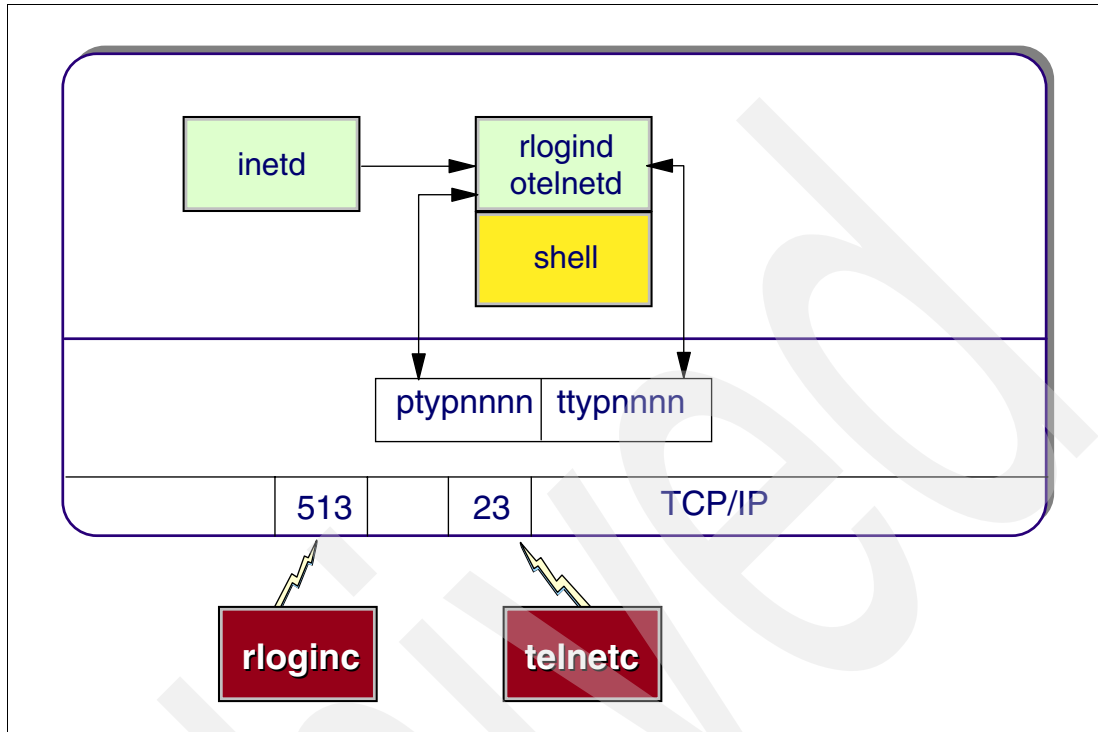 inetd
rlogind
otelnetd
shell
ptypnnnn ttypnnnn
513 23 TCP/IP
rloginc telnetc